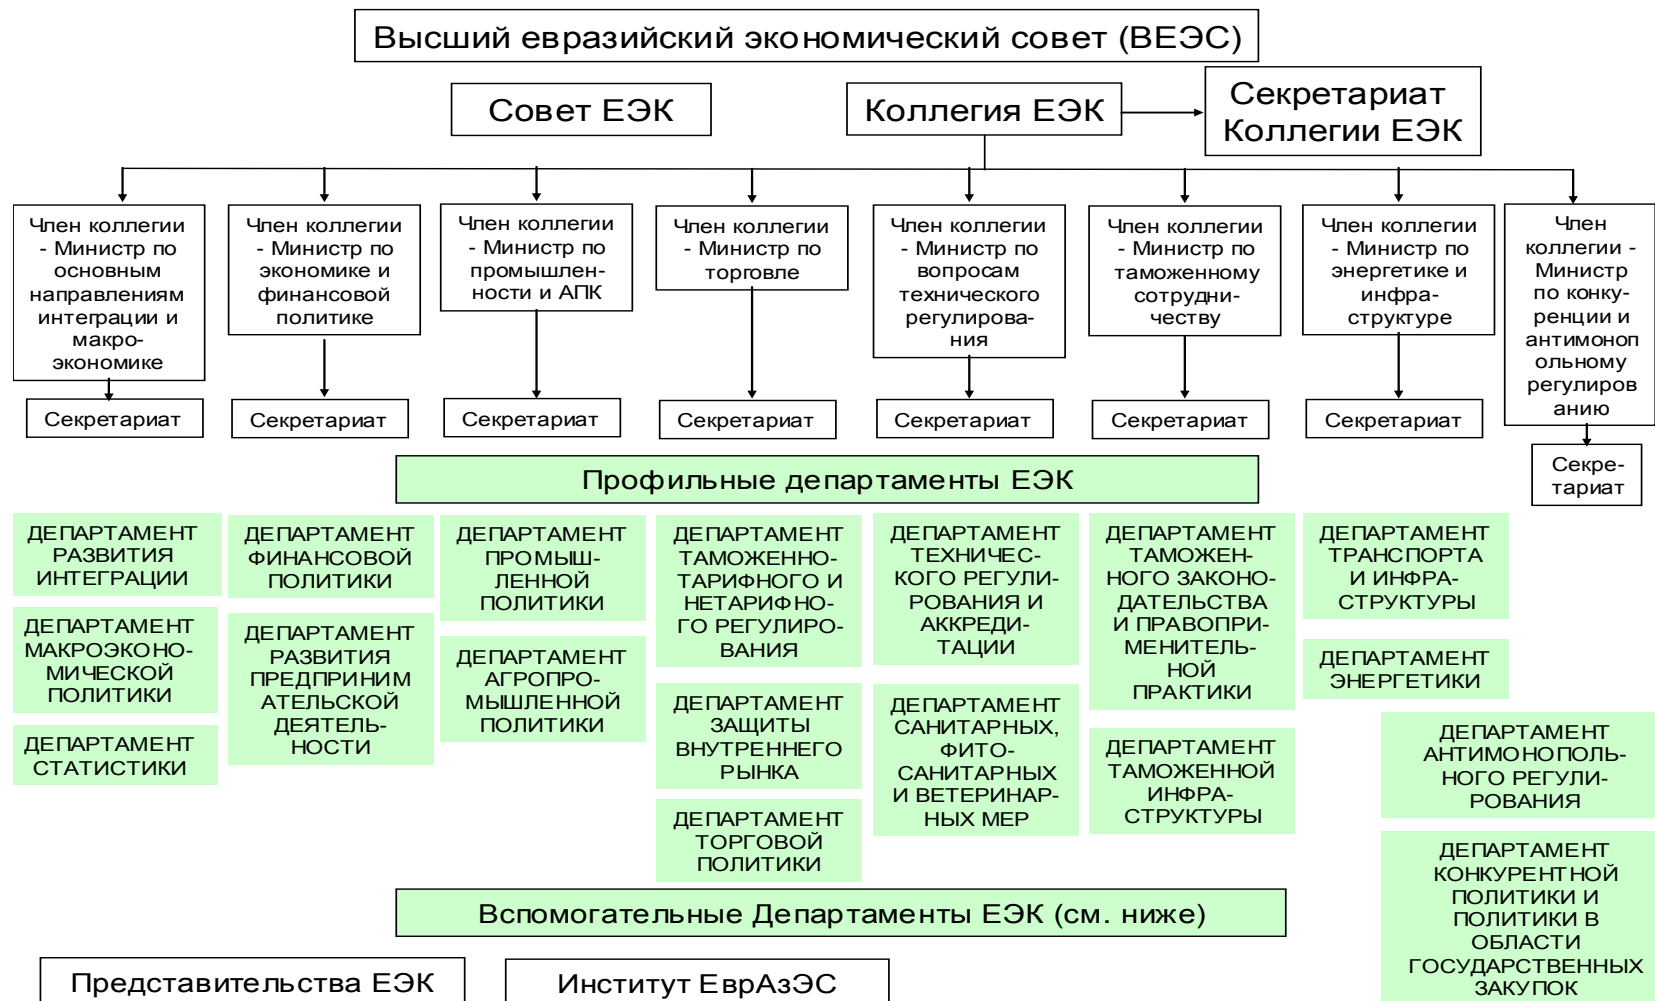 Высший евразийский экономический совет (ВЕЭС)
Совет ЕЭК
Коллегия ЕЭК
Секретариат
Коллегии ЕЭК
Член коллегии
- Министр по
основным
направлениям
интеграции и
макро-
экономике
Член коллегии
- Министр по
экономике и
финансовой
политике
Член коллегии
- Министр по
промышлен-
ности и АПК
Член коллегии
- Министр по
торговле
Член коллегии
- Министр по
вопросам
технического
регулирова-
ния
Член коллегии
- Министр по
таможенному
сотрудни-
честву
Член коллегии
- Министр по
энергетике и
инфра-
структуре
Член
коллегии -
Министр
по конку-
ренции и
антимоноп
ольному
регулиров
анию
Секретариат
Секретариат
Секретариат
Секретариат
Секретариат
Секретариат
Секретариат
Секре-
тариат
Профильные департаменты ЕЭК
ДЕПАРТАМЕНТ
РАЗВИТИЯ
ИНТЕГРАЦИИ
ДЕПАРТАМЕНТ
МАКРОЭКОНО-
МИЧЕСКОЙ
ПОЛИТИКИ
ДЕПАРТАМЕНТ
СТАТИСТИКИ
ДЕПАРТАМЕНТ
ФИНАНСОВОЙ
ПОЛИТИКИ
ДЕПАРТАМЕНТ
РАЗВИТИЯ
ПРЕДПРИНИМ
АТЕЛЬСКОЙ
ДЕЯТЕЛЬ-
НОСТИ
ДЕПАРТАМЕНТ
ПРОМЫШ-
ЛЕННОЙ
ПОЛИТИКИ
ДЕПАРТАМЕНТ
АГРОПРО-
МЫШЛЕННОЙ
ПОЛИТИКИ
ДЕПАРТАМЕНТ
ТАМОЖЕННО-
ТАРИФНОГО И
НЕТАРИФНО-
ГО РЕГУЛИРО-
ВАНИЯ
ДЕПАРТАМЕНТ
ЗАЩИТЫ
ВНУТРЕННЕГО
РЫНКА
ДЕПАРТАМЕНТ
ТОРГОВОЙ
ПОЛИТИКИ
ДЕПАРТАМЕНТ
ТЕХНИЧЕС-
КОГО РЕГУЛИ-
РОВАНИЯ И
АККРЕДИ-
ТАЦИИ
ДЕПАРТАМЕНТ
САНИТАРНЫХ,
ФИТО-
САНИТАРНЫХ
И ВЕТЕРИНАР-
НЫХ МЕР
ДЕПАРТАМЕНТ
ТАМОЖЕН-
НОГО ЗАКОНО-
ДАТЕЛЬСТВА
И ПРАВОПРИ-
МЕНИТЕЛЬ-
НОЙ
ПРАКТИКИ
ДЕПАРТАМЕНТ
ТАМОЖЕННОЙ
ИНФРА-
СТРУКТУРЫ
ДЕПАРТАМЕНТ
ТРАНСПОРТА
И ИНФРА-
СТРУКТУРЫ
ДЕПАРТАМЕНТ
ЭНЕРГЕТИКИ
ДЕПАРТАМЕНТ
АНТИМОНОПОЛЬ-
НОГО РЕГУЛИ-
РОВАНИЯ
ДЕПАРТАМЕНТ
КОНКУРЕНТНОЙ
ПОЛИТИКИ И
ПОЛИТИКИ В
ОБЛАСТИ
ГОСУДАРСТВЕННЫХ
ЗАКУПОК
Вспомогательные Департаменты ЕЭК (см. ниже)
Представительства ЕЭК
Институт ЕврАзЭС